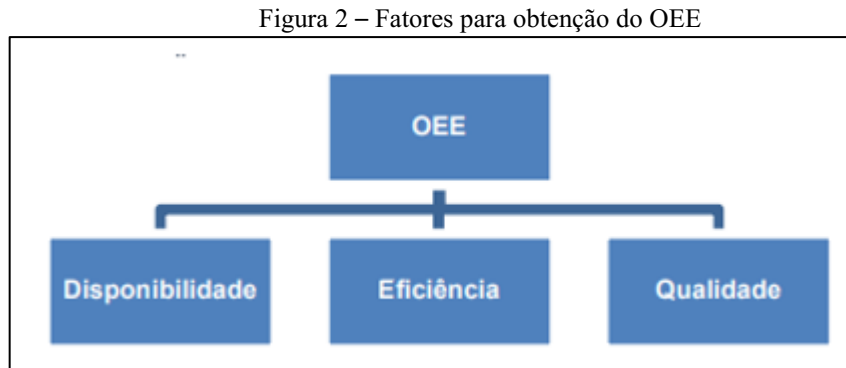 Figura 2 – Fatores para obtenção do OEE
OEE
Disponibilidade
Eficiência
Qualidade